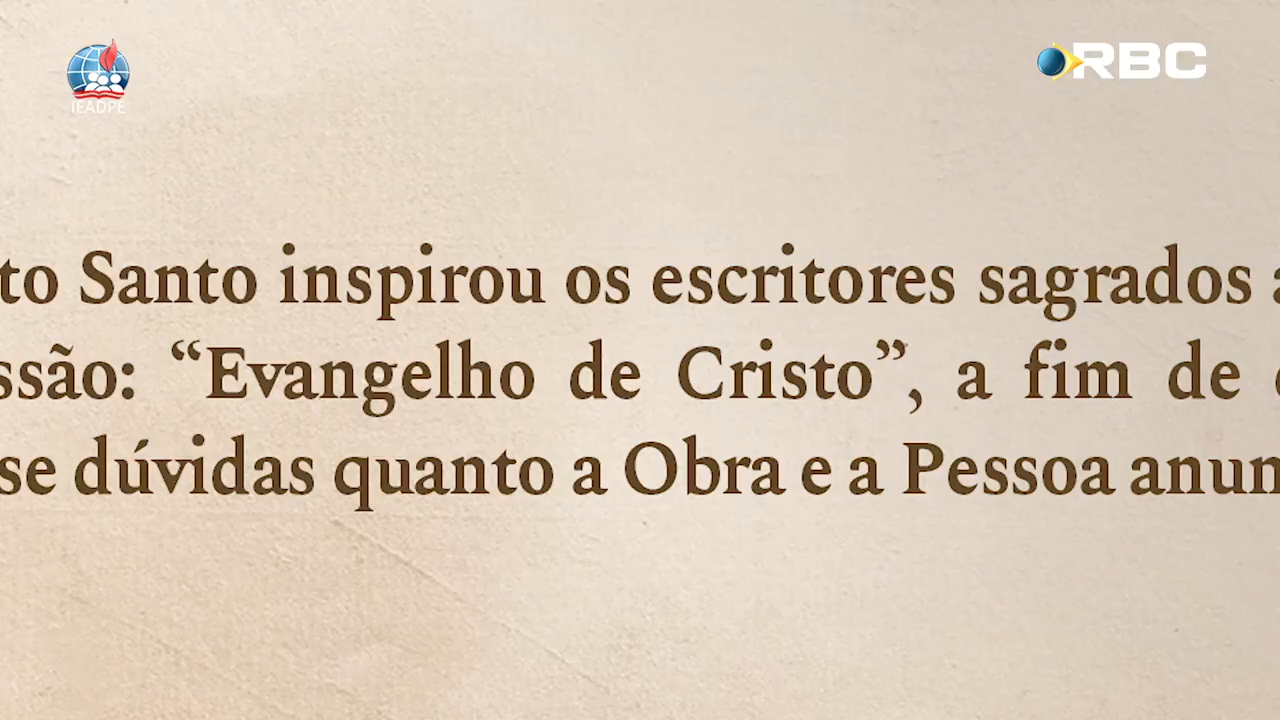 IEADPE
RBC
to Santo inspirou os escritores sagrados a
ssão: “Evangelho de Cristo”, a fim de
se dúvidas quanto a Obra e a Pessoa anun